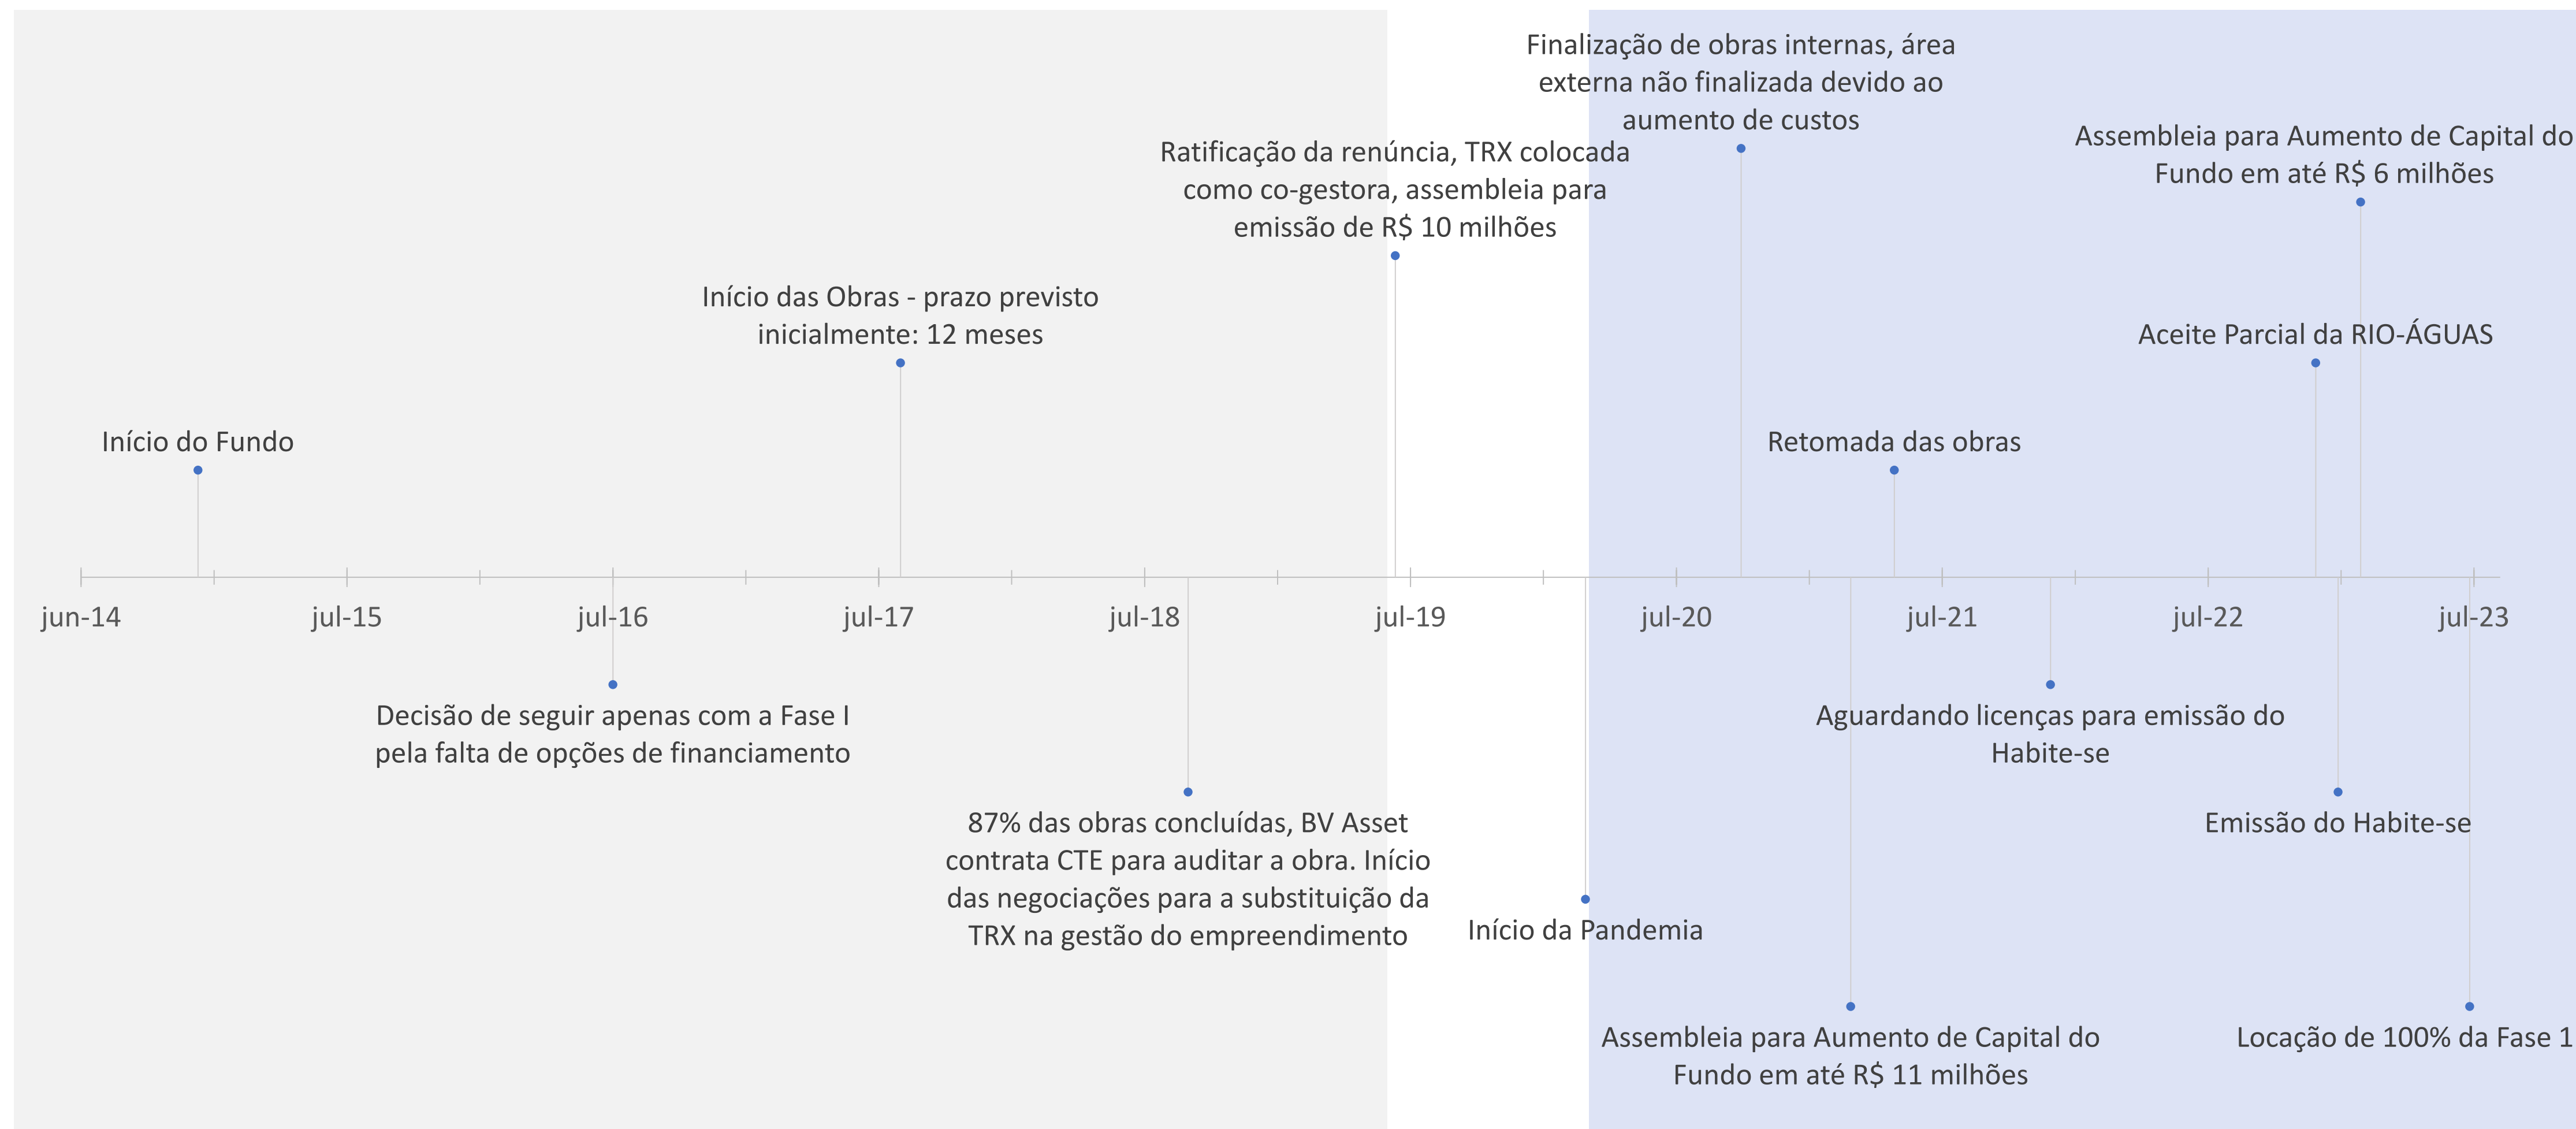 Finalização de obras internas, área
externa não finalizada devido ao
aumento de custos
Assembleia para Aumento de Capital do
Fundo em até R$ 6 milhões
Ratificação da renúncia, TRX colocada
como co-gestora, assembleia para
emissão de R$ 10 milhões
Início das Obras - prazo previsto
inicialmente: 12 meses
Aceite Parcial da RIO-ÁGUAS
Início do Fundo
Retomada das obras
jun-14
jul-15
jul-16
jul-17
jul-18
jul-19
jul-20
jul-21
jul-22
jul-23
Decisão de seguir apenas com a Fase I
pela falta de opções de financiamento
Aguardando licenças para emissão do
Habite-se
87% das obras concluídas, BV Asset
contrata CTE para auditar a obra. Início
das negociações para a substituição da
TRX na gestão do empreendimento
Emissão do Habite-se
Início da Pandemia
Assembleia para Aumento de Capital do
Fundo em até R$ 11 milhões
Locação de 100% da Fase 1